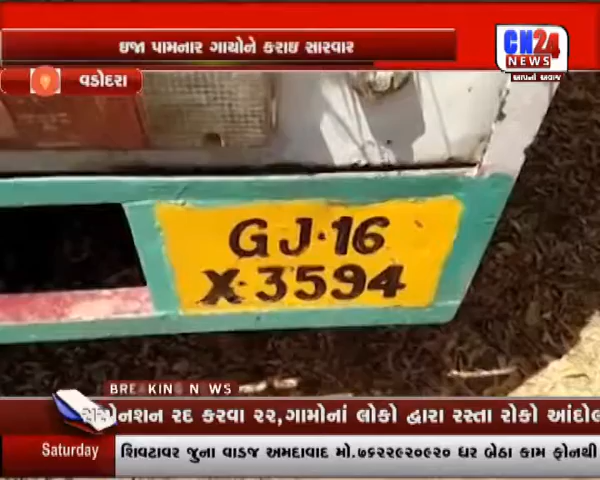 ઇજા પામનાર ગાયોને કરાઇ સારવાર
CN24
NEWS
વડોદરા
GJ·16
X·3594
BREAKING NEWS
રદ કરવા ૨૨,ગામોનાં લોકો દ્વારા રસ્તા રોકો
Saturday
શિવટાવર જુના વાડજ અમદાવાદ મો.૭૬૨૨૯૨૦૯૨૦ ઘર બેઠા કામ ફોનથી